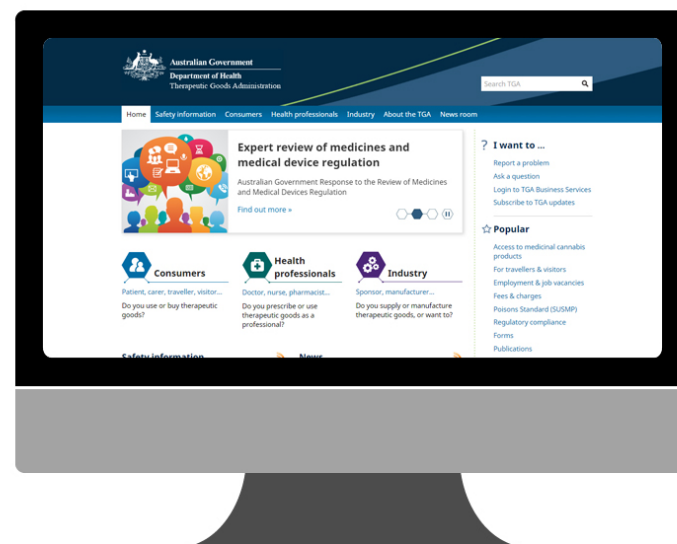 Australian Government
Department of Health
Therapeutic Goods Administration
Search TGA
Home Safety information Consumers Health professionals Industry About the TGA News room
Expert review of medicines and
medical device regulation
Australian Government Response to the Review of Medicines
and Medical Devices Regulation
Find out more »
? I want to ...
Report a problem
Ask a question
Login to TGA Business Services
Subscribe to TGA updates
Popular
Access to medicinal cannabis
products
For travellers & visitors
Employment & job vacancies
Fees & charges
Poisons Standard (SUSMP)
Regulatory compliance
Forms
Publications
Consumers
Patient, carer, traveller, visitor...
Do you use or buy therapeutic
goods?
Health
professionals
Doctor, nurse, pharmacist...
Do you prescribe or use
therapeutic goods as a
professional?
Industry
Sponsor, manufacturer...
Do you supply or manufacture
therapeutic goods, or want to?
Safety information
News